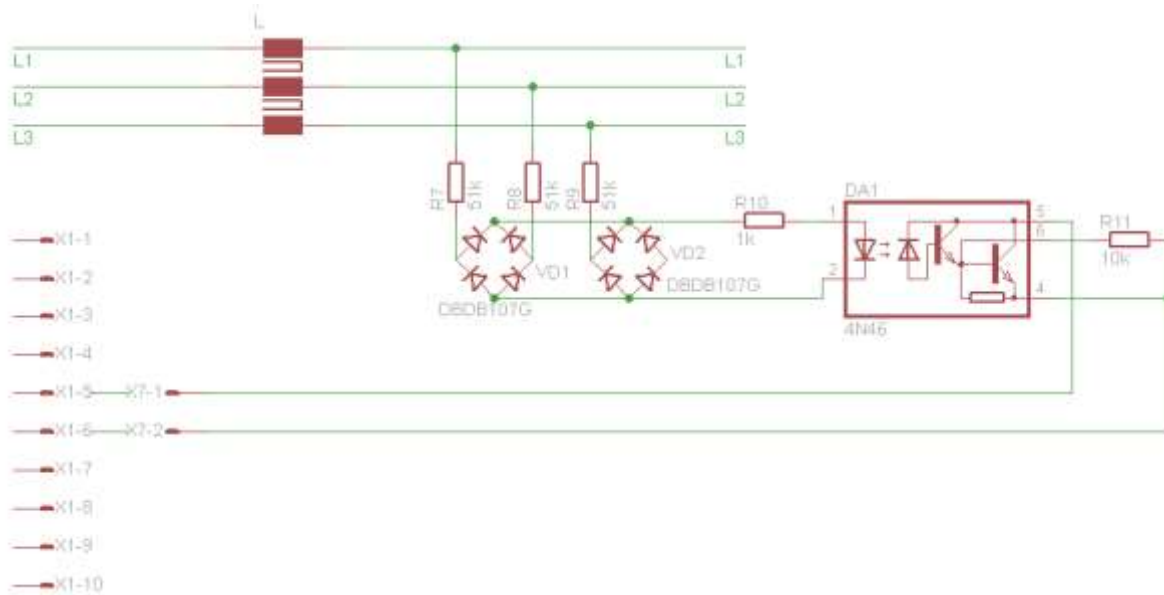 L
L1 L1
L2 L2
L3 L3
R7 51k R8 51k R9 51k
DA1
R10 1 5 R11
1k 6 10k
X1-1
VD1 VD2
X1-2 2
DBDB107G DBDB107G 4
X1-3
4N46
X1-4
X1-5 X7-1
X1-6 X7-2
X1-7
X1-8
X1-9
X1-10